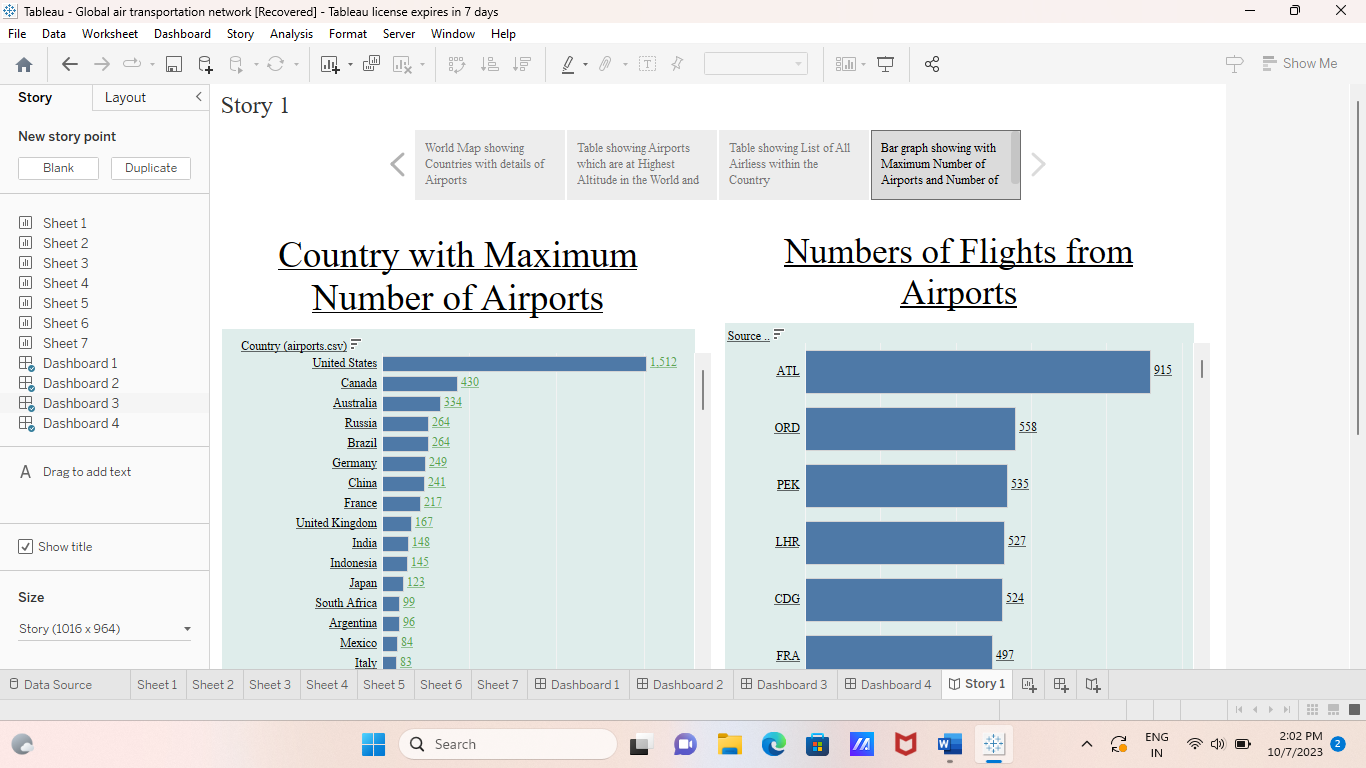 Tableau - Global air transportation network [Recovered] - Tableau license expires in 7 days
File Data Worksheet Dashboard Story Analysis Format Server Window Help
Show Me
Story Layout
New story point
Blank Duplicate
Sheet 1
Sheet 2
Sheet 3
Sheet 4
Sheet 5
Sheet 6
Sheet 7
Dashboard 1
Dashboard 2
Dashboard 3
Dashboard 4
A Drag to add text
Show title
Size
Story (1016 x 964)
Story 1
World Map showing
Countries with details of
Airports
Table showing Airports
which are at Highest
Altitude in the World and
Table showing List of All
Airliess within the
Country
Bar graph showing with
Maximum Number of
Airports and Number of
Country with Maximum
Number of Airports
Country (airports.csv)
United States 1,512
Canada 430
Australia 334
Russia 264
Brazil 264
Germany 249
China 241
France 217
United Kingdom 167
India 148
Indonesia 145
Japan 123
South Africa 99
Argentina 96
Mexico 84
Italy 83
Numbers of Flights from
Airports
Source ..
ATL 915
ORD 558
PEK 535
LHR 527
CDG 524
FRA 497
Data Source Sheet 1 Sheet 2 Sheet 3 Sheet 4 Sheet 5 Sheet 6 Sheet 7 Dashboard 1 Dashboard 2 Dashboard 3 Dashboard 4 Story 1
Search
ENG
IN
2:02 PM
10/7/2023
2